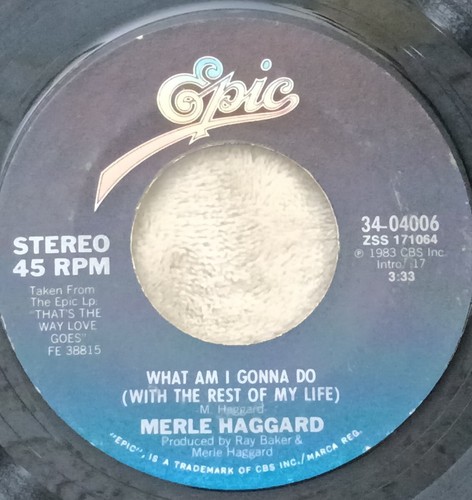 Epic
STEREO
45 RPM
Taken From
The Epic Lp:
"THAT'S THE
WAY LOVE
GOES"
FE 38815
34-04006
ZSS 171064
℗ 1983 CBS Inc.
Intro/ 17
3:33
WHAT AM I GONNA DO
(WITH THE REST OF MY LIFE)
M. Haggard
MERLE HAGGARD
Produced by Ray Baker &
Merle Haggard
"EPIC", IS A TRADEMARK OF CBS INC./MARCA REG.